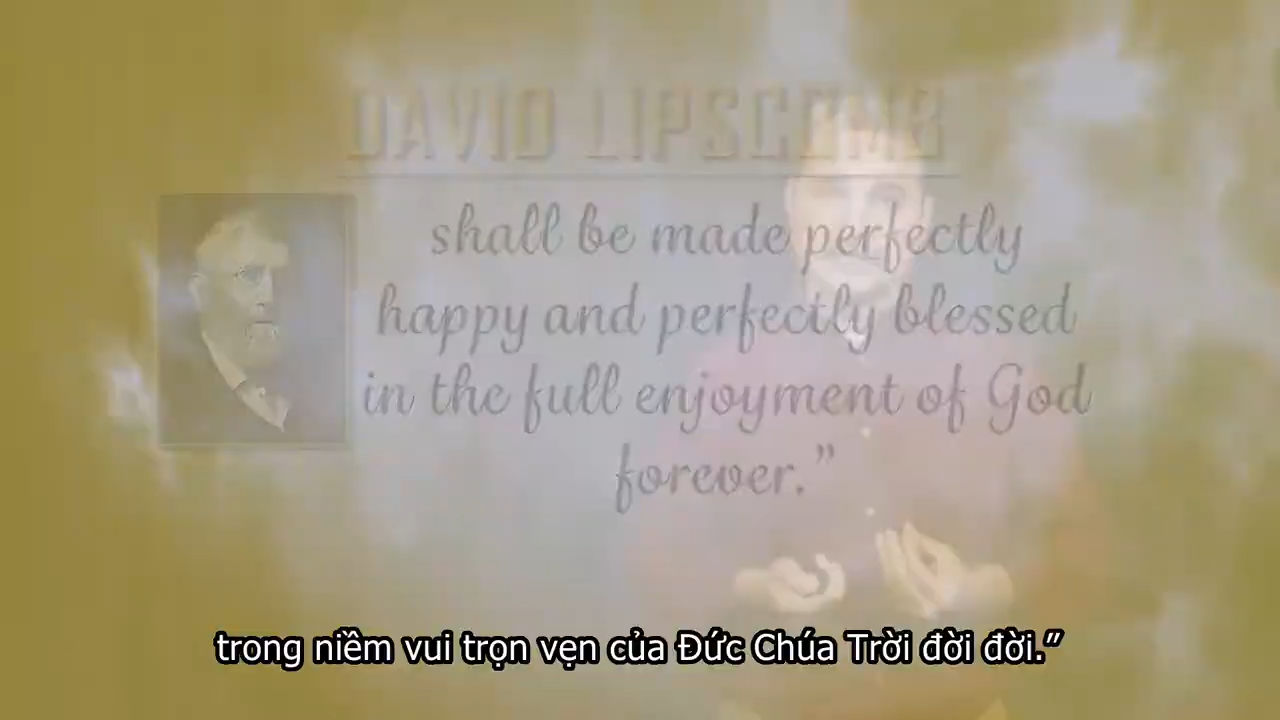 DAVID LIPSCOMB
shall be made perfectly
happy and perfectly blessed
in the full enjoyment of God
forever.”
trong niềm vui trọn vẹn của Đức Chúa Trời đời đời.”